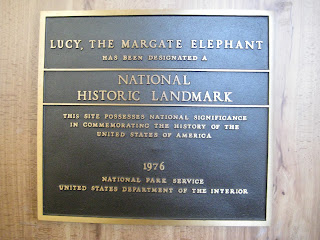 LUCY, THE MARGATE ELEPHANT
HAS BEEN DESIGNATED A
NATIONAL
HISTORIC LANDMARK
THIS SITE POSSESSES NATIONAL SIGNIFICANCE
IN COMMEMORATING THE HISTORY OF THE
UNITED STATES OF AMERICA
1976
NATIONAL PARK SERVICE
UNITED STATES DEPARTMENT OF THE INTERIOR